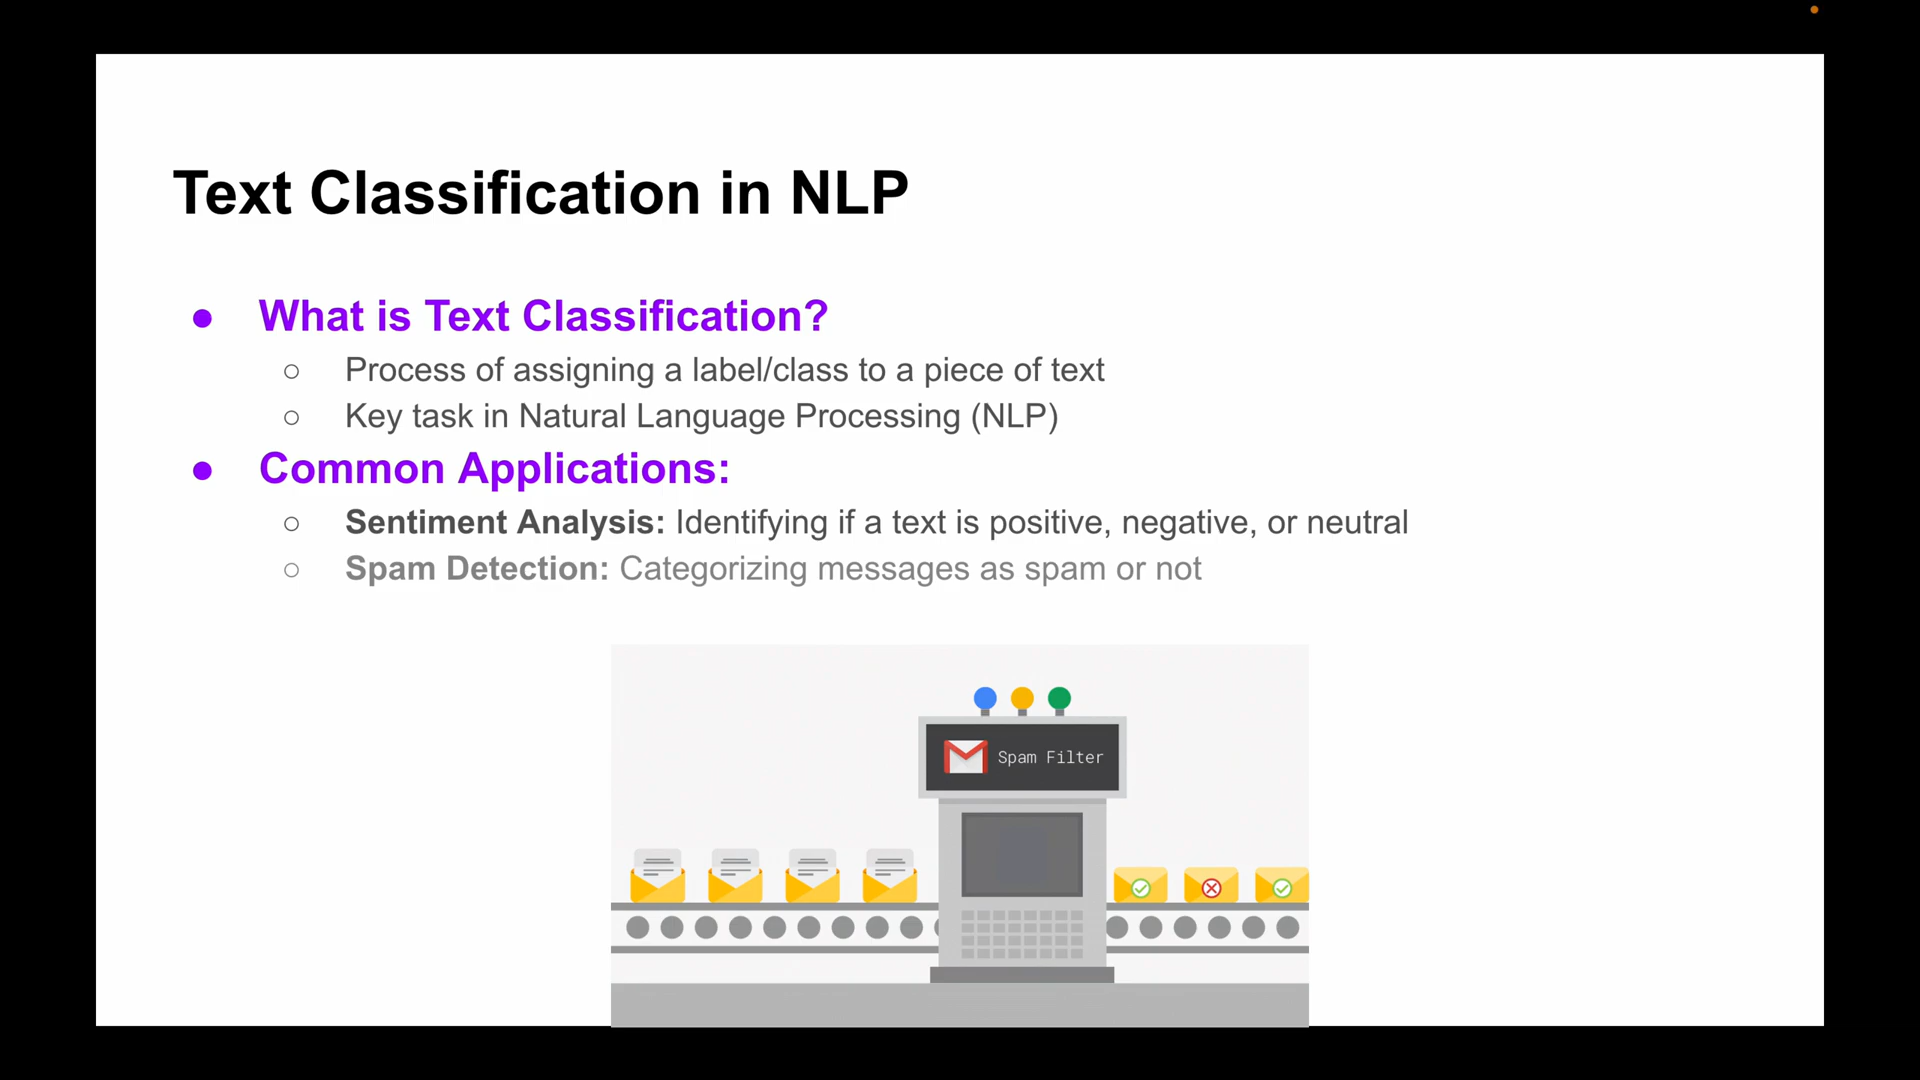 Text Classification in NLP
● What is Text Classification?
○ Process of assigning a label/class to a piece of text
○ Key task in Natural Language Processing (NLP)
● Common Applications:
○ Sentiment Analysis: Identifying if a text is positive, negative, or neutral
○ Spam Detection: Categorizing messages as spam or not
Spam Filter